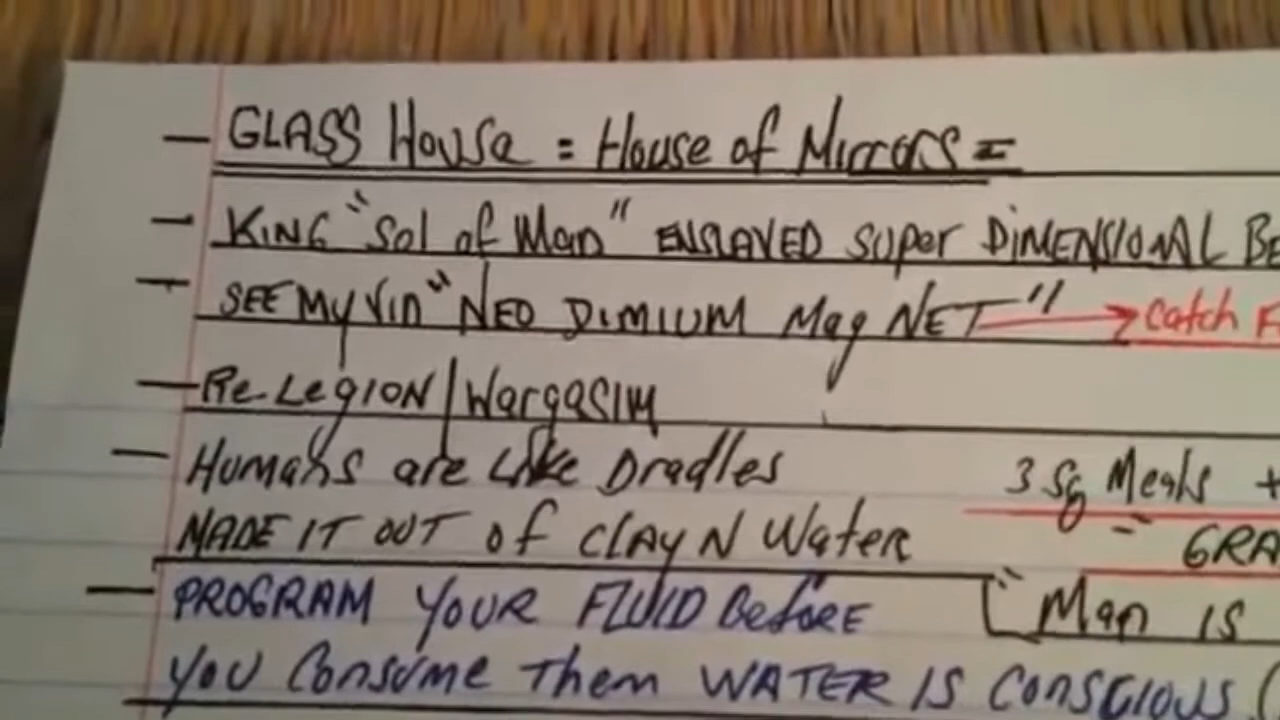 — GLASS House = House of Mirrors =
— KING "Sol of Man" ENSLAVED super DIMENSIONAL BE
— SEE MY VID "NEO DIMIUM Mag NET" → catch F
— Re-LEGION / Wargasim
— Humans are Like Dradles
MADE IT OUT of CLAY N Water
3 Sq Meals +
= GRA
— PROGRAM YOUR FLUID Before
"Man is
YOU Consume Them WATER IS CONSCIOUS (